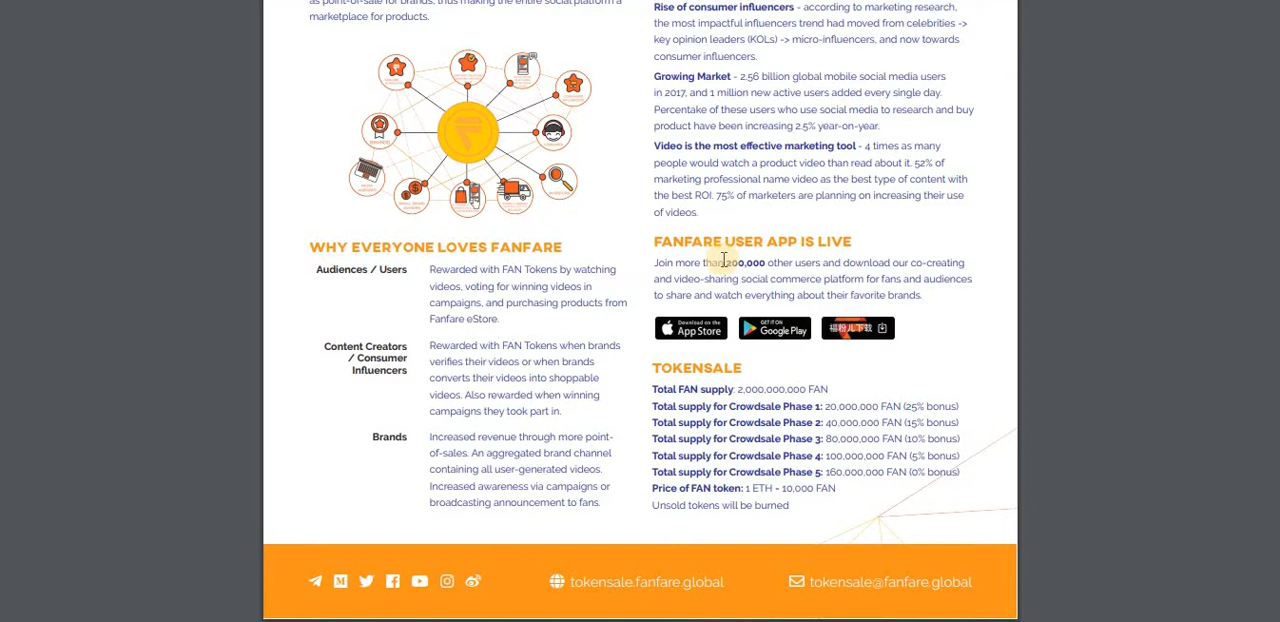 as point-of-sale for brands, thus making the entire social platform a
marketplace for products.
WHY EVERYONE LOVES FANFARE
Audiences / Users
Rewarded with FAN Tokens by watching
videos, voting for winning videos in
campaigns, and purchasing products from
Fanfare eStore.
Content Creators
/ Consumer
Influencers
Rewarded with FAN Tokens when brands
verifies their videos or when brands
converts their videos into shoppable
videos. Also rewarded when winning
campaigns they took part in.
Brands
Increased revenue through more point-
of-sales. An aggregated brand channel
containing all user-generated videos.
Increased awareness via campaigns or
broadcasting announcement to fans.
Rise of consumer influencers - according to marketing research,
the most impactful influencers trend had moved from celebrities ->
key opinion leaders (KOLs) -> micro-influencers, and now towards
consumer influencers.
Growing Market - 2.56 billion global mobile social media users
in 2017, and 1 million new active users added every single day.
Percentake of these users who use social media to research and buy
product have been increasing 2.5% year-on-year.
Video is the most effective marketing tool - 4 times as many
people would watch a product video than read about it. 52% of
marketing professional name video as the best type of content with
the best ROI. 75% of marketers are planning on increasing their use
of videos.
FANFARE USER APP IS LIVE
Join more than 200,000 other users and download our co-creating
and video-sharing social commerce platform for fans and audiences
to share and watch everything about their favorite brands.
Download on the
App Store
GET IT ON
Google Play
福粉儿下载
TOKENSALE
Total FAN supply: 2,000,000,000 FAN
Total supply for Crowdsale Phase 1: 20,000,000 FAN (25% bonus)
Total supply for Crowdsale Phase 2: 40,000,000 FAN (15% bonus)
Total supply for Crowdsale Phase 3: 80,000,000 FAN (10% bonus)
Total supply for Crowdsale Phase 4: 100,000,000 FAN (5% bonus)
Total supply for Crowdsale Phase 5: 160,000,000 FAN (0% bonus)
Price of FAN token: 1 ETH = 10,000 FAN
Unsold tokens will be burned
tokensale.fanfare.global
tokensale@fanfare.global